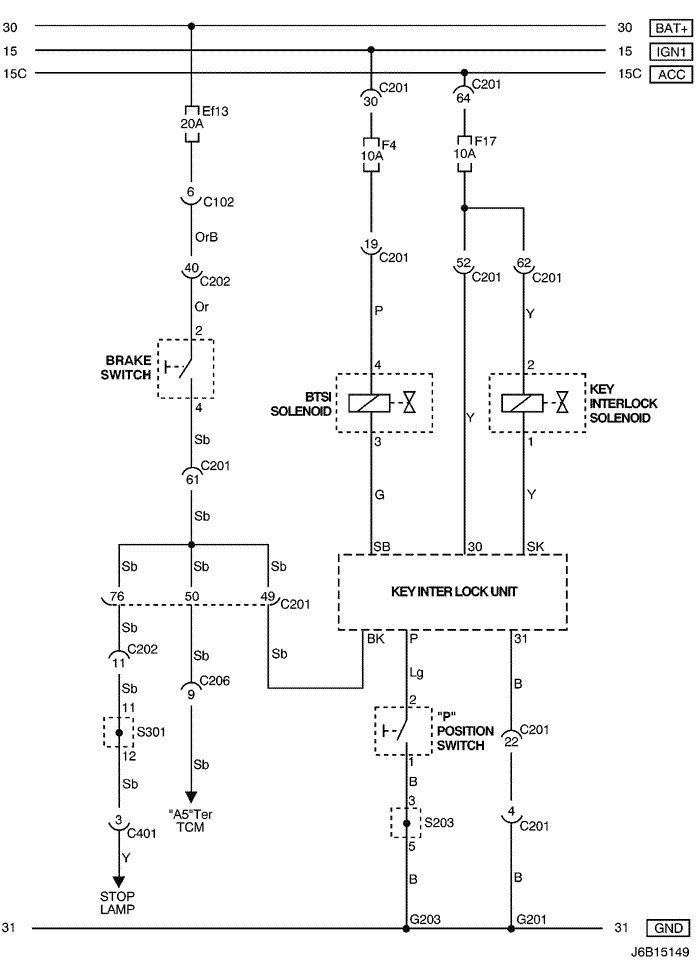 30 30 BAT+
15 15 IGN1
15C 15C ACC
C201 C201
30 64
Ef13
20A
F4 F17
10A 10A
6
C102
OrB
19
C201
40
C202
52 62
C201 C201
Or
P Y
2
BRAKE
SWITCH
4
4 2
BTSI
SOLENOID
KEY
INTERLOCK
SOLENOID
Y
3 1
Sb
C201
61
G Y
Sb
SB 30 SK
Sb Sb Sb
KEY INTER LOCK UNIT
76 50 49 C201
Sb
BK P 31
C202
11
Sb Sb
C206
9
Lg B
Sb
11
S301
12
2
"P"
POSITION
SWITCH
1
C201
22
Sb
Sb
B
3
S203
5
4
C201
"A5"Ter
TCM
3
C401
Y
B B
STOP
LAMP
G203 G201
31 31 GND
J6B15149